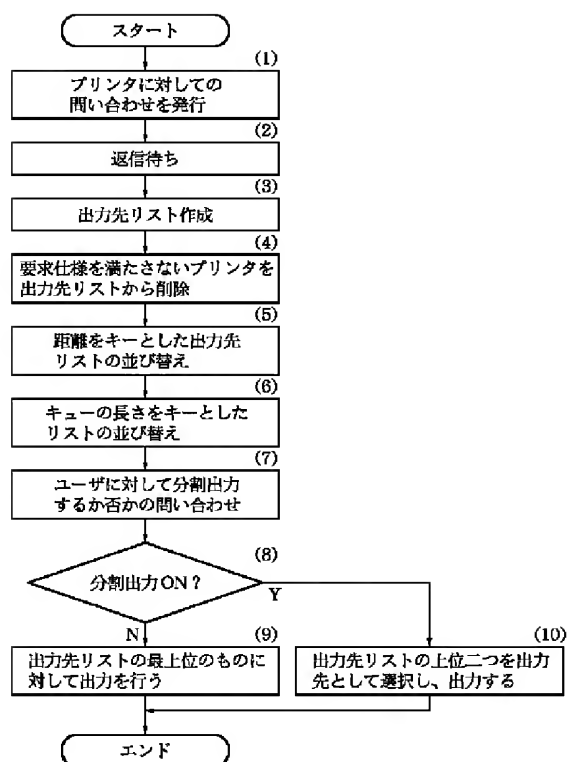 スタート
(1)
プリンタに対しての
問い合わせを発行
(2)
返信待ち
(3)
出力先リスト作成
(4)
要求仕様を満たさないプリンタを
出力先リストから削除
(5)
距離をキーとした出力先
リストの並び替え
(6)
キューの長さをキーとした
リストの並び替え
(7)
ユーザに対して分割出力
するか否かの問い合わせ
(8)
分割出力ON?
Y
N
(9)
出力先リストの最上位のものに
対して出力を行う
(10)
出力先リストの上位二つを出力
先として選択し、出力する
エンド